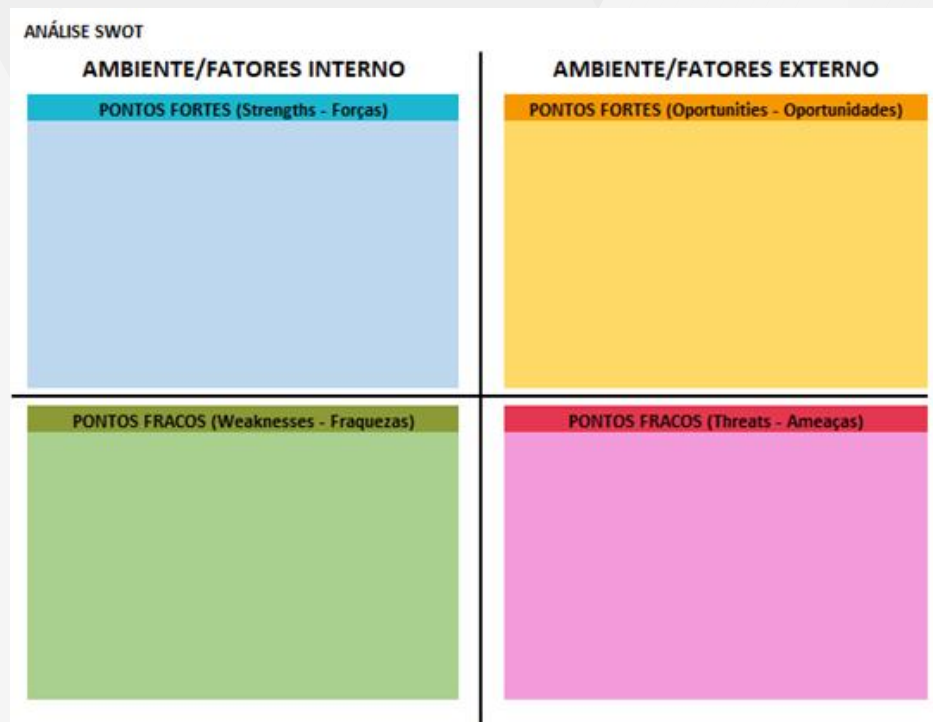 ANÁLISE SWOT
AMBIENTE/FATORES INTERNO
PONTOS FORTES (Strengths - Forças)
PONTOS FRACOS (Weaknesses - Fraquezas)
AMBIENTE/FATORES EXTERNO
PONTOS FORTES (Oportunities - Oportunidades)
PONTOS FRACOS (Threats - Ameaças)